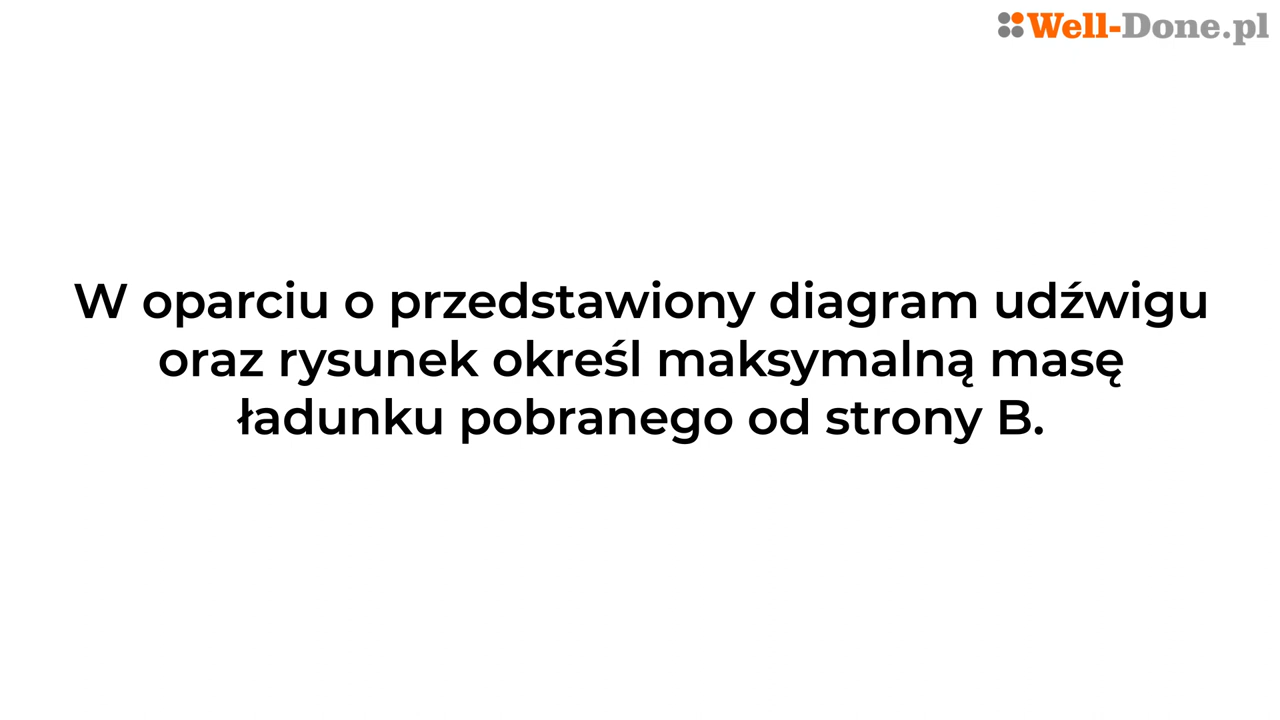 Well-Done.pl
W oparciu o przedstawiony diagram udźwigu
oraz rysunek określ maksymalną masę
ładunku pobranego od strony B.